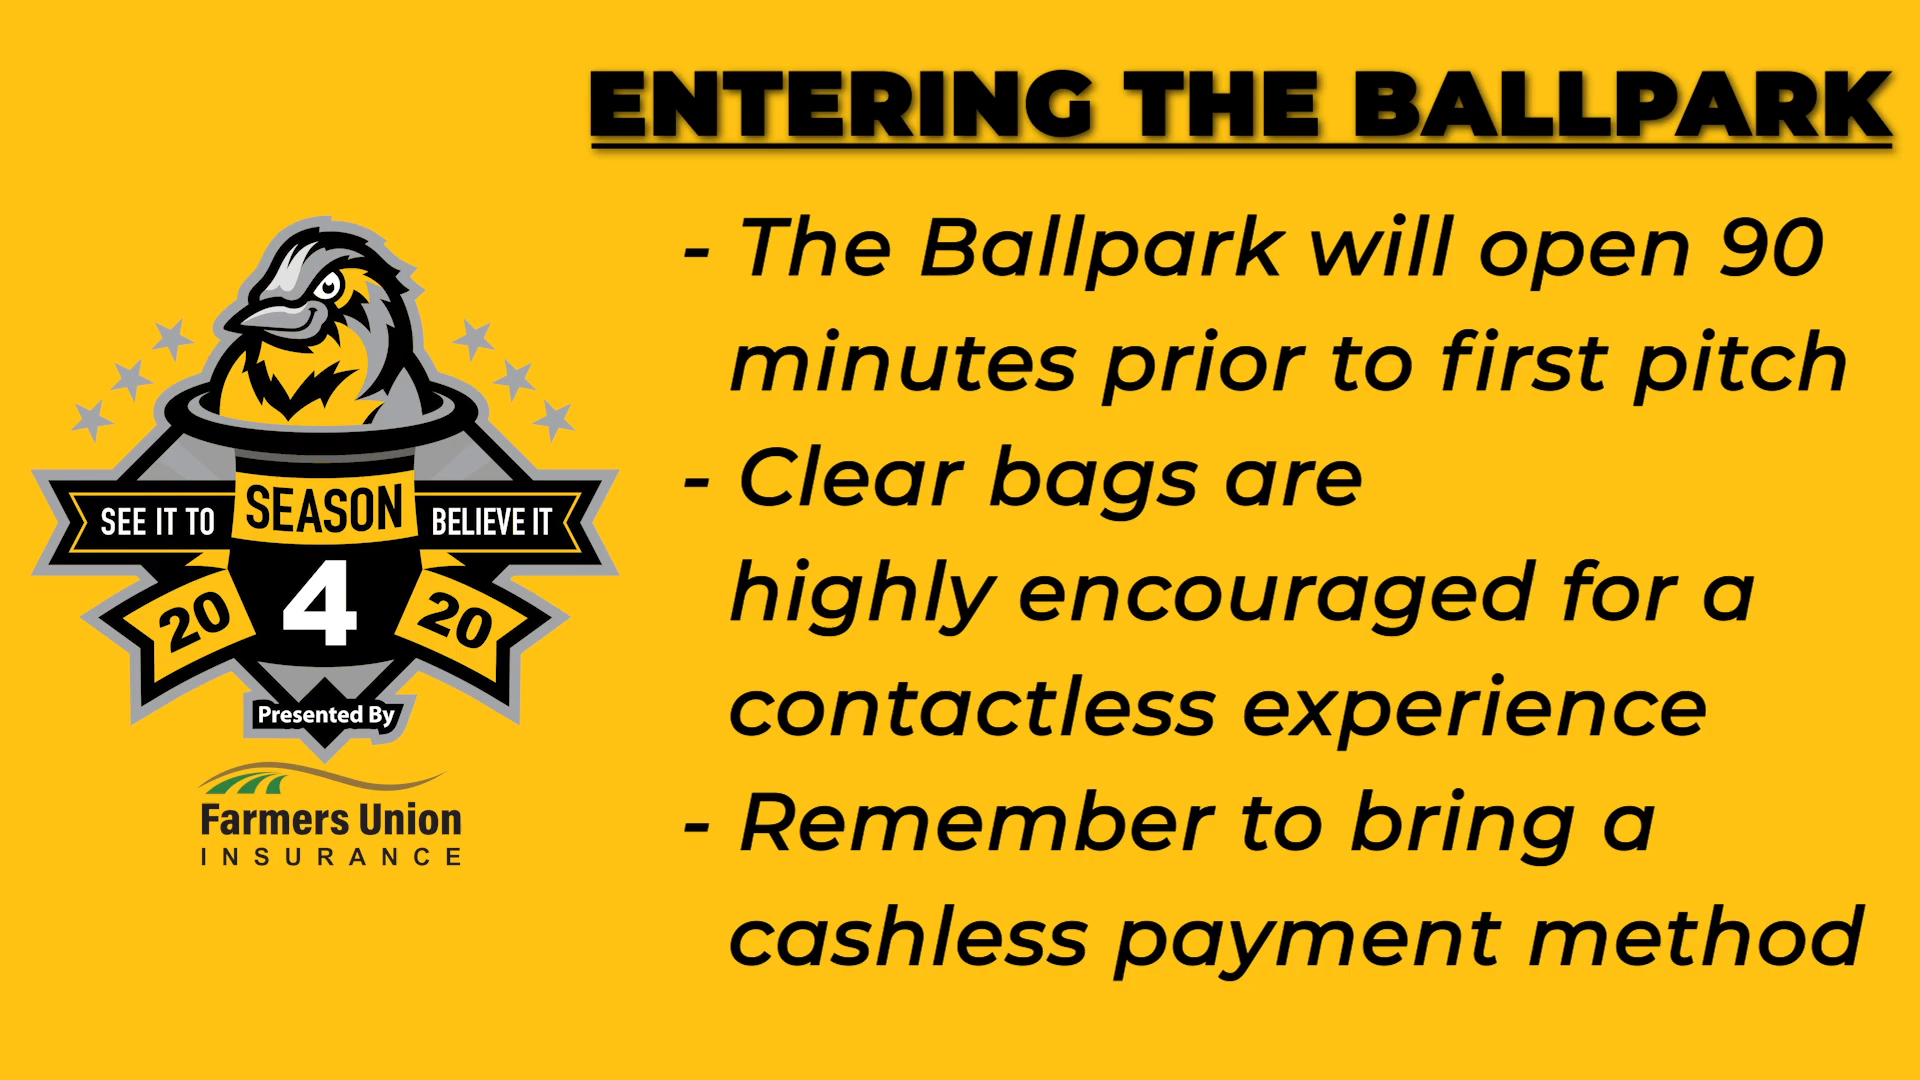 ENTERING THE BALLPARK
- The Ballpark will open 90
minutes prior to first pitch
- Clear bags are
highly encouraged for a
contactless experience
- Remember to bring a
cashless payment method
SEE IT TO SEASON BELIEVE IT
20 4 20
Presented By
Farmers Union
INSURANCE